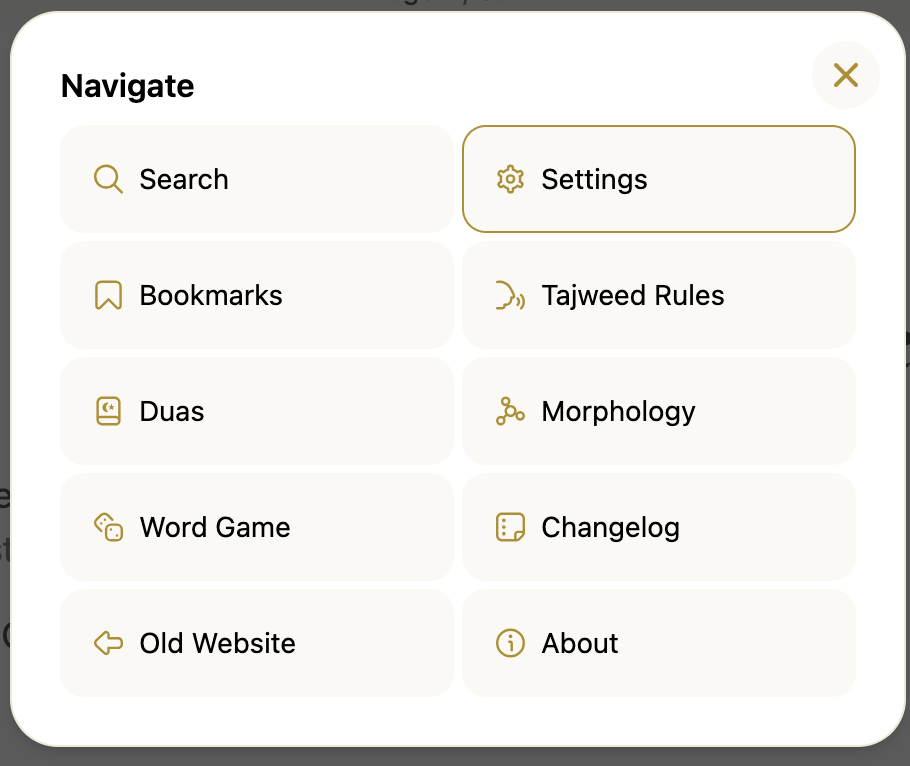 Navigate
Search
Settings
Bookmarks
Tajweed Rules
Duas
Morphology
Word Game
Changelog
Old Website
About